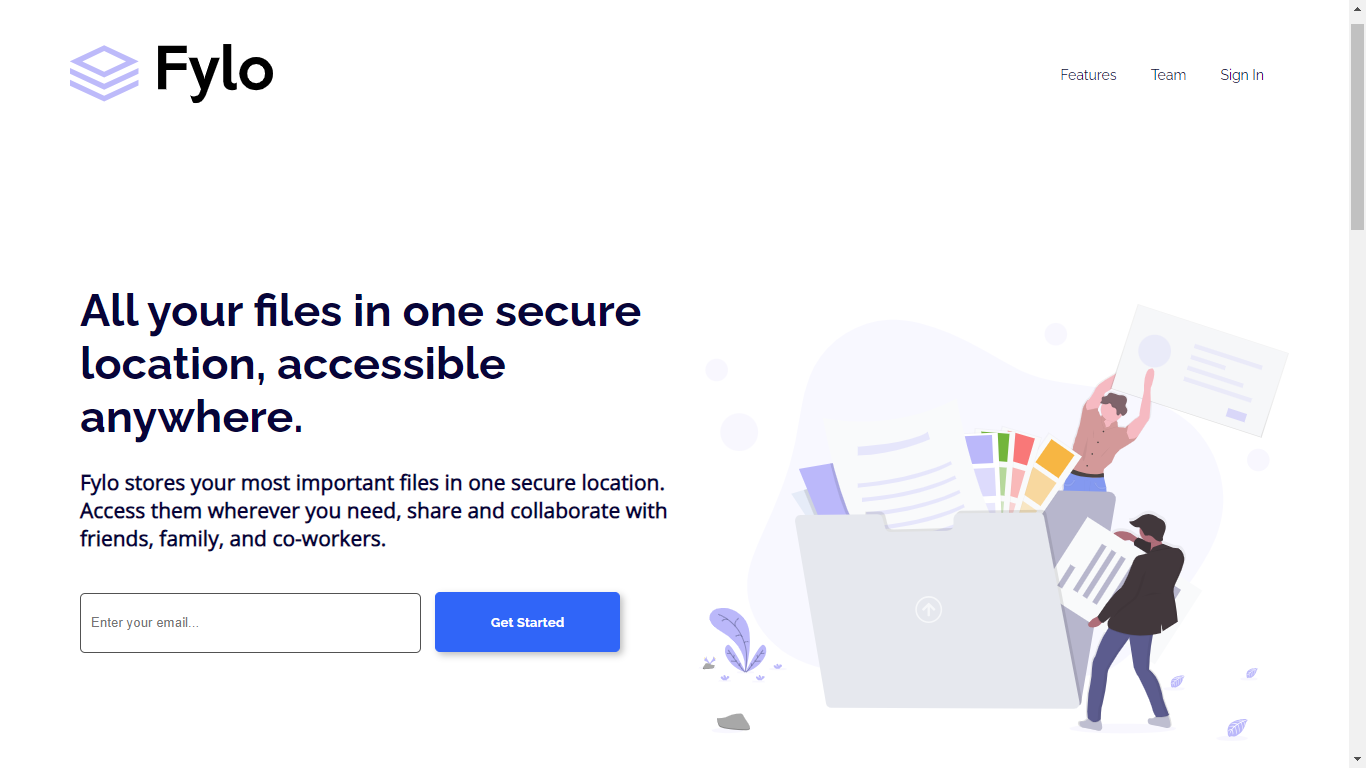 Fylo
Features
Team
Sign In
All your files in one secure
location, accessible
anywhere.
Fylo stores your most important files in one secure location.
Access them wherever you need, share and collaborate with
friends, family, and co-workers.
Enter your email...
Get Started